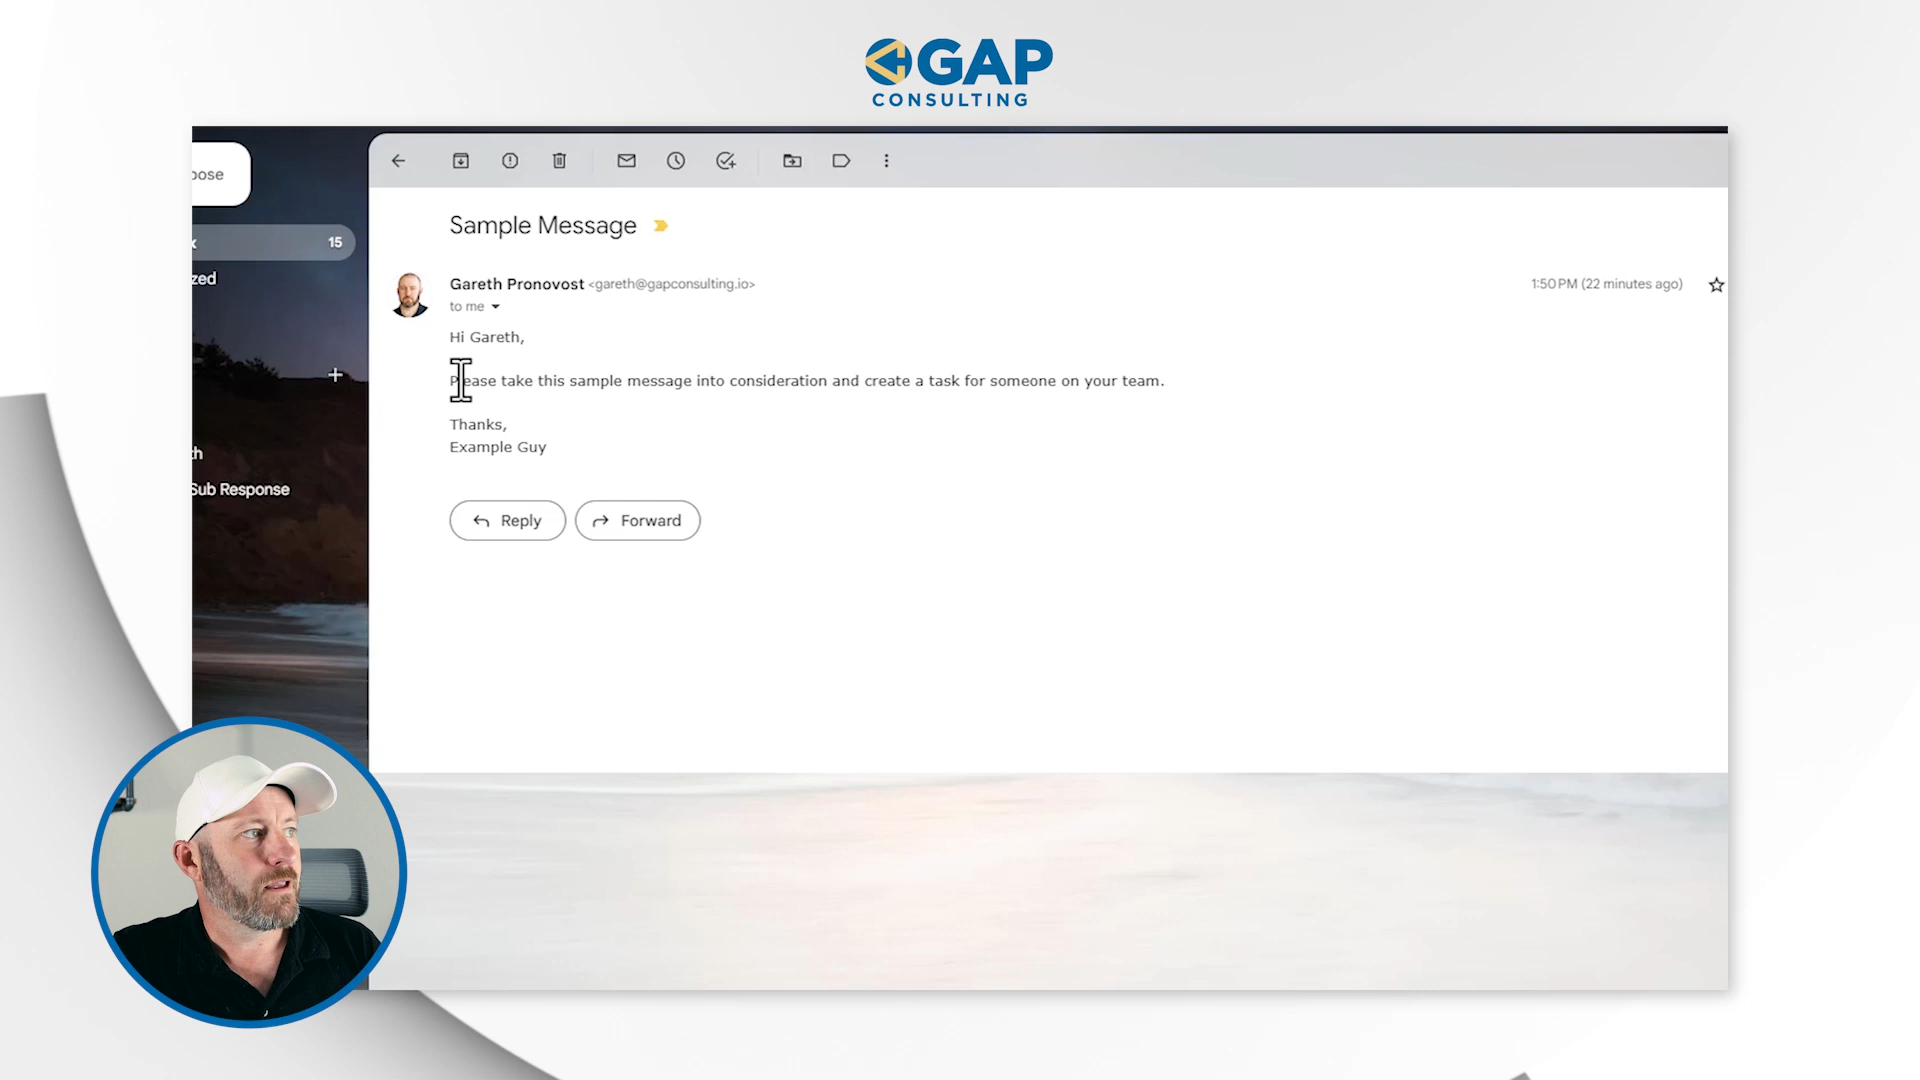 GAP
CONSULTING
pose
x 15
zed
th
Sub Response
Sample Message
Gareth Pronovost <gareth@gapconsulting.io> 1:50 PM (22 minutes ago)
to me
Hi Gareth,
Please take this sample message into consideration and create a task for someone on your team.
Thanks,
Example Guy
Reply Forward